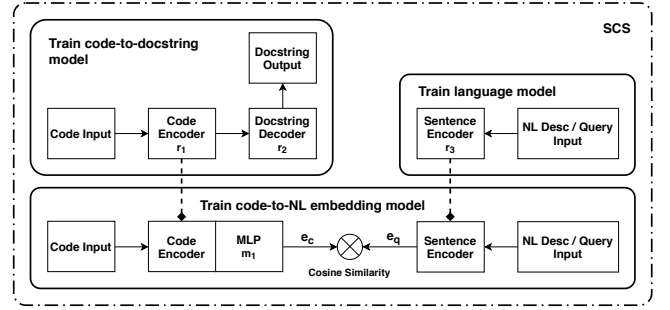 SCS
Train code-to-docstring
model
Docstring
Output
Code Input
Code
Encoder
r1
Docstring
Decoder
r2
Train language model
Sentence
Encoder
r3
NL Desc / Query
Input
Train code-to-NL embedding model
Code Input
Code
Encoder
MLP
m1
ec
Cosine Similarity
eq
Sentence
Encoder
NL Desc / Query
Input